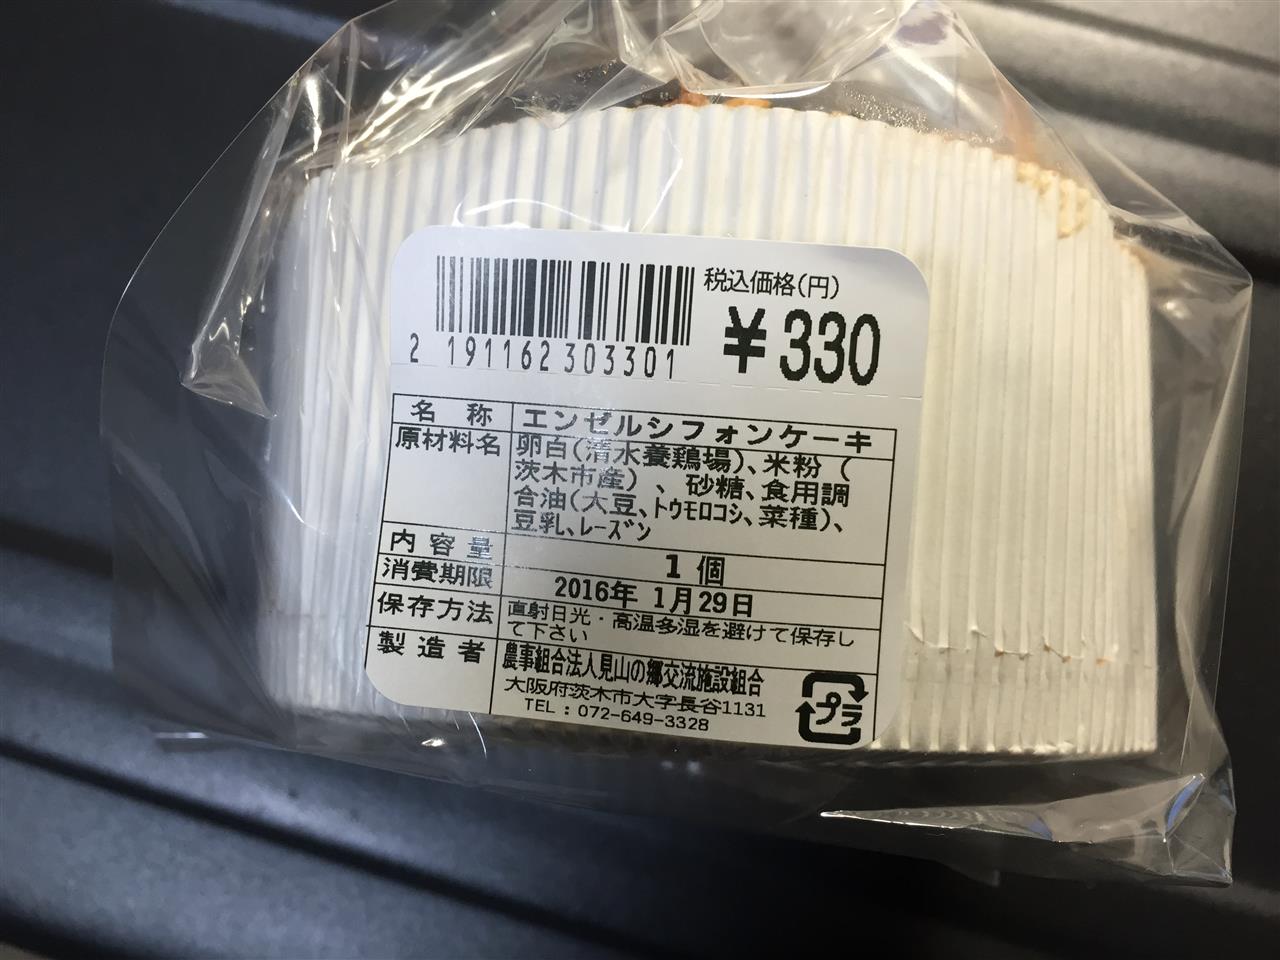 税込価格(円)
¥330
2 191162303301
名称 エンゼルシフォンケーキ
原材料名 卵白(清水養鶏場)、米粉(
茨木市産)、砂糖、食用調
合油(大豆、トウモロコシ、菜種)、
豆乳、レーズン
内容量 1個
消費期限 2016年 1月29日
保存方法 直射日光・高温多湿を避けて保存し
て下さい
製造者 農事組合法人見山の郷交流施設組合
大阪府茨木市大字長谷1131
TEL:072-649-3328
プラ